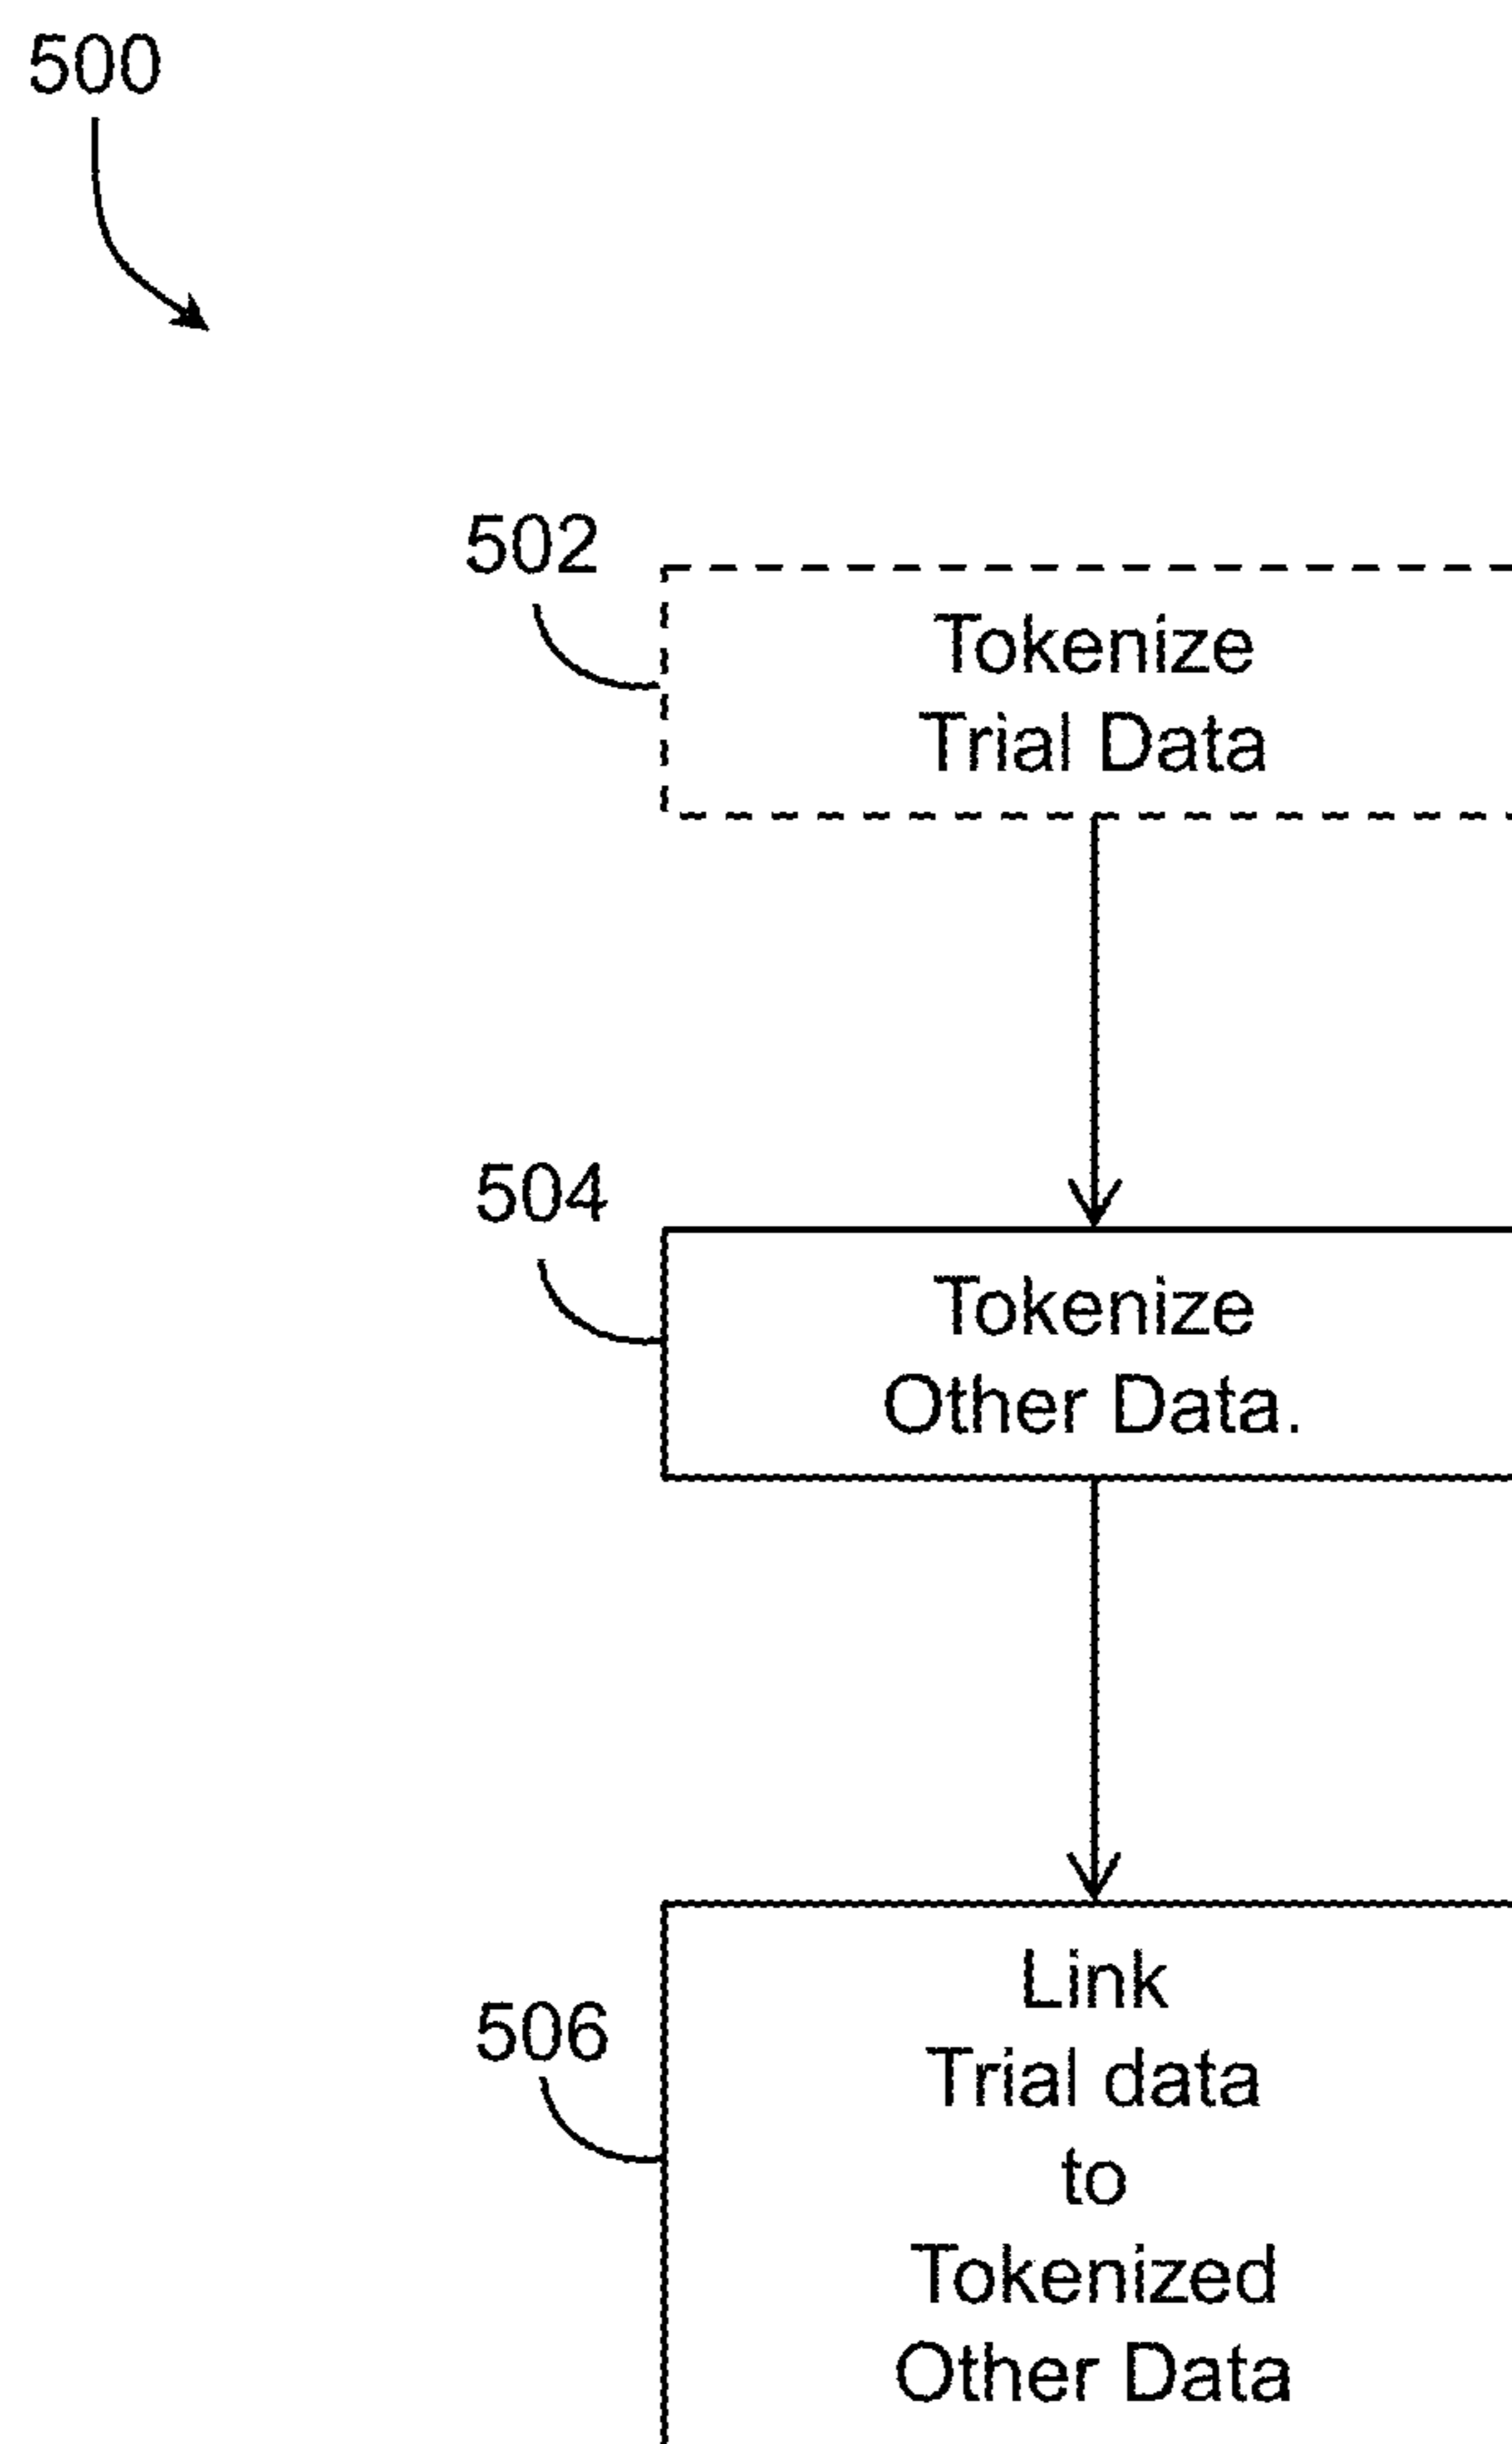 500
502
Tokenize
Trial Data
504
Tokenize
Other Data.
506
Link
Trial data
to
Tokenized
Other Data